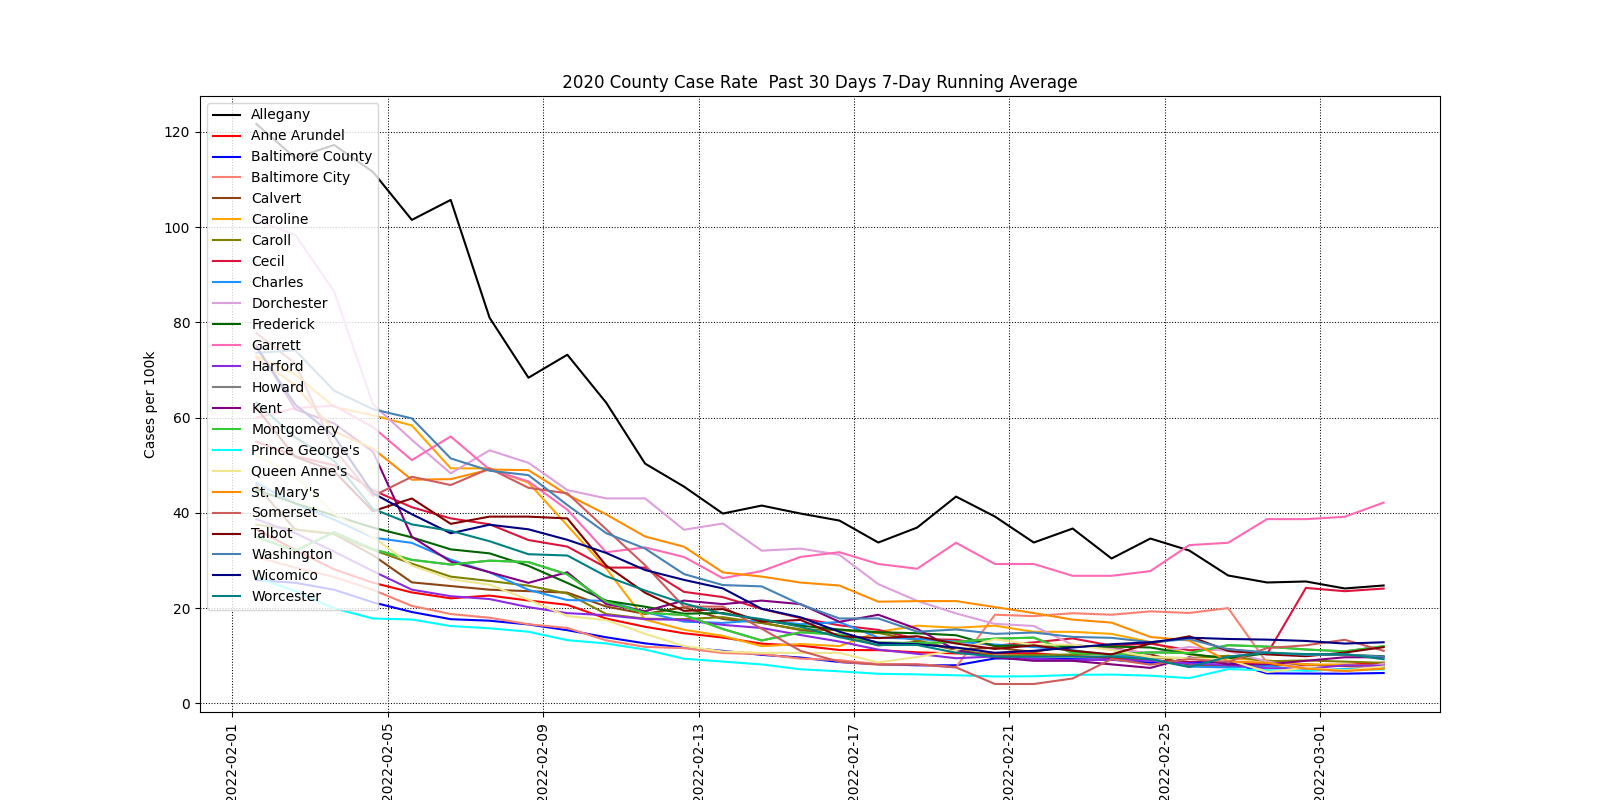 2020 County Case Rate  Past 30 Days 7-Day Running Average
Cases per 100k
120
100
80
60
40
20
0
Allegany
Anne Arundel
Baltimore County
Baltimore City
Calvert
Caroline
Caroll
Cecil
Charles
Dorchester
Frederick
Garrett
Harford
Howard
Kent
Montgomery
Prince George's
Queen Anne's
St. Mary's
Somerset
Talbot
Washington
Wicomico
Worcester
2022-02-01
2022-02-05
2022-02-09
2022-02-13
2022-02-17
2022-02-21
2022-02-25
2022-03-01